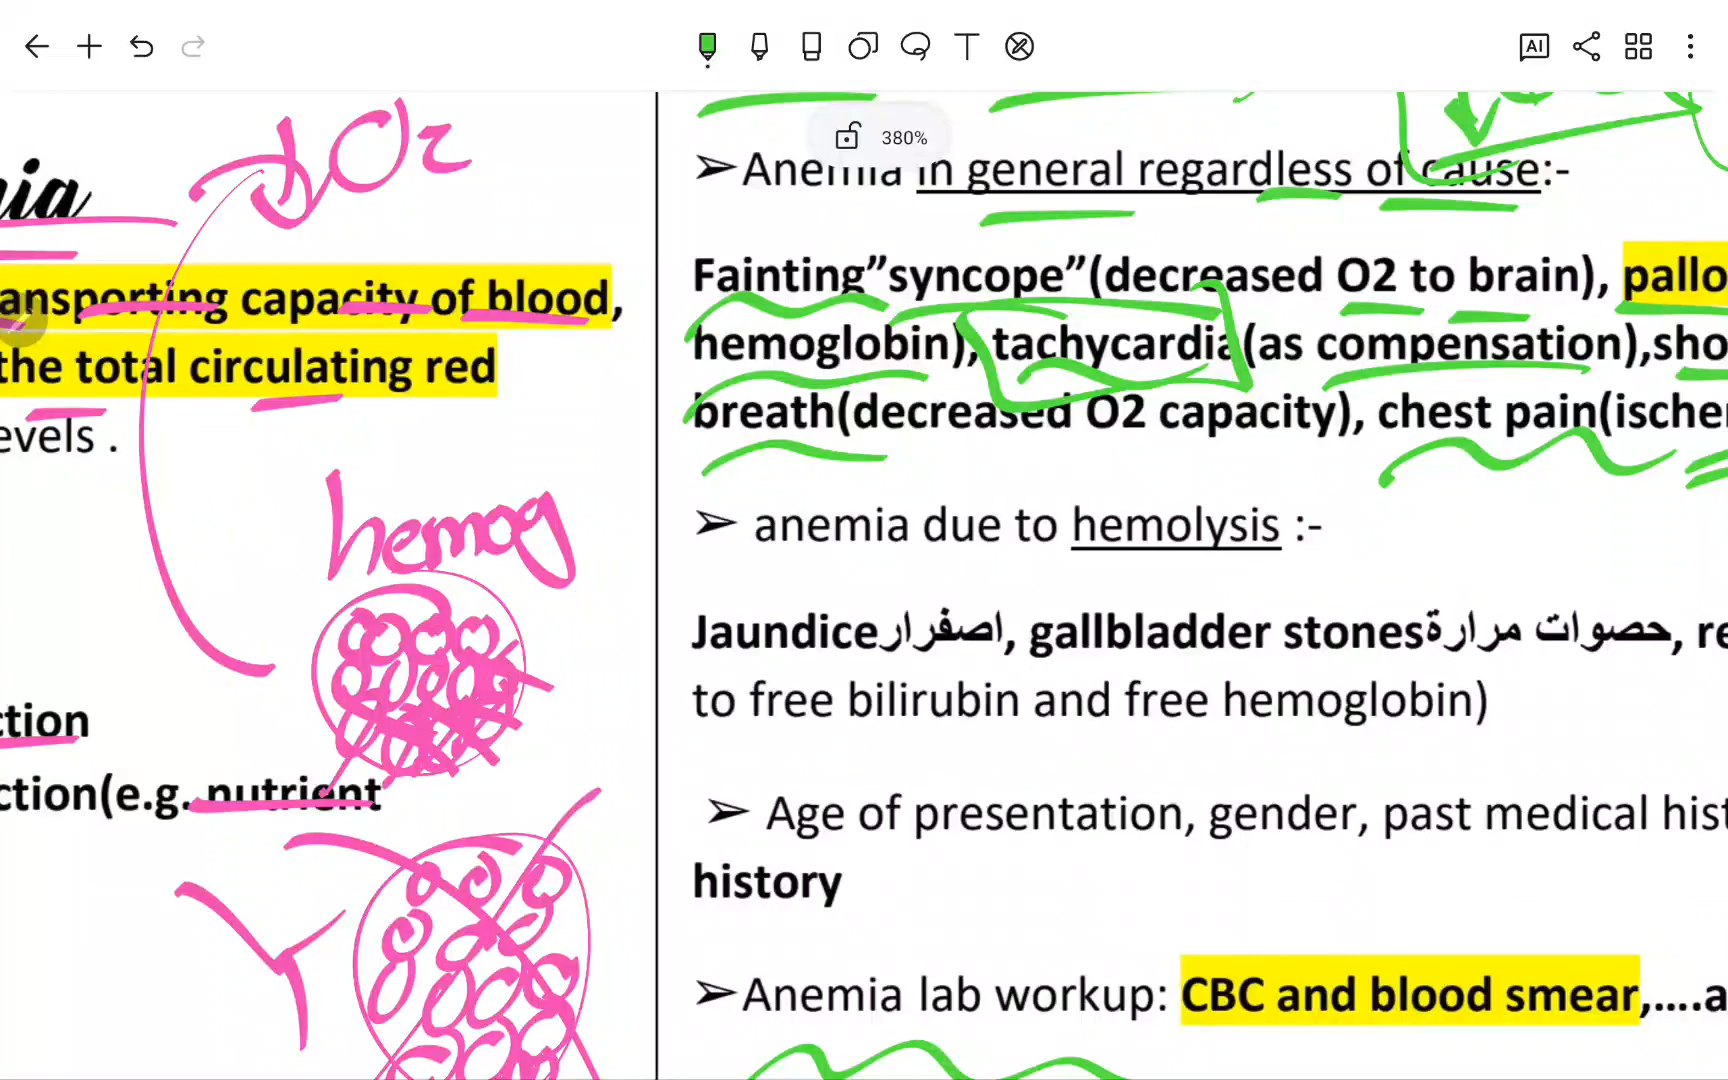 AI
380%
↓O2
ansporting capacity of blood,
the total circulating red
evels .
hemog
ction
ction(e.g. nutrient
➢Anemia in general regardless of cause:-
Fainting”syncope”(decreased O2 to brain), pallo
hemoglobin), tachycardia(as compensation),sho
breath(decreased O2 capacity), chest pain(ische
➢ anemia due to hemolysis :-
Jaundiceاصفرار, gallbladder stonesحصوات مرارة, re
to free bilirubin and free hemoglobin)
➢ Age of presentation, gender, past medical hist
history
➢Anemia lab workup: CBC and blood smear,....a